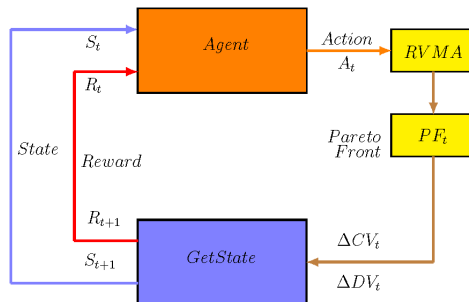 S_t
Agent
Action
A_t
RVMA
R_t
Pareto
Front
PF_t
State
Reward
R_{t+1}
S_{t+1}
GetState
ΔCV_t
ΔDV_t